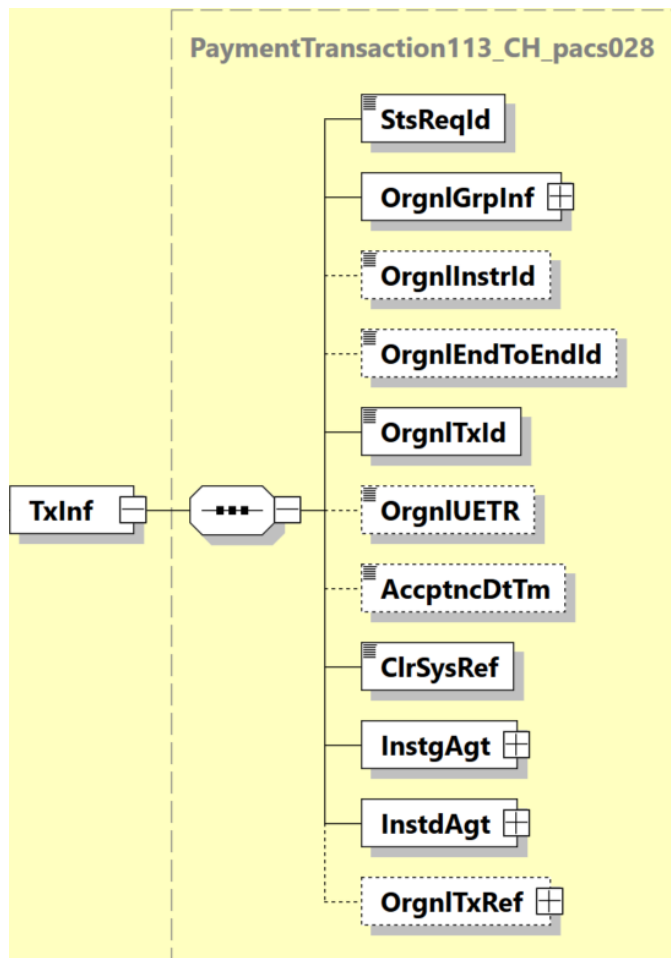 PaymentTransaction113_CH_pacs028
StsReqId
OrgnlGrpInf
OrgnlInstrId
OrgnlEndToEndId
OrgnlTxId
TxInf
OrgnlUETR
AccptncDtTm
ClrSysRef
InstgAgt
InstdAgt
OrgnlTxRef